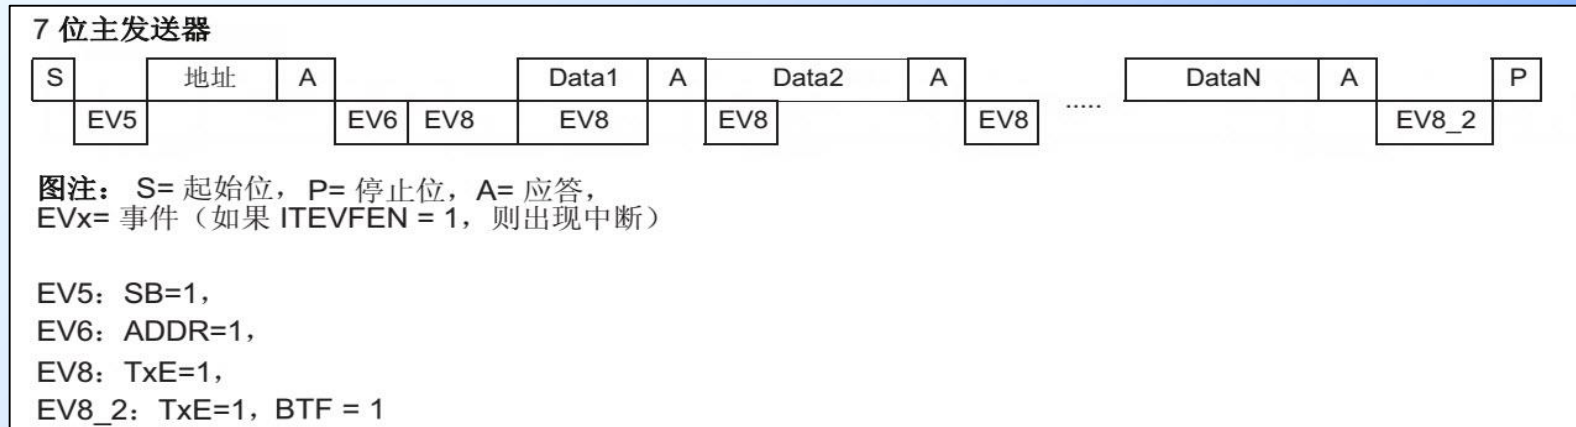 7 位主发送器
S 地址 A Data1 A Data2 A DataN A P
EV5 EV6 EV8 EV8 EV8 EV8 ..... EV8_2
图注： S= 起始位，P= 停止位，A= 应答，
EVx= 事件（如果 ITEVFEN = 1，则出现中断）
EV5：SB=1，
EV6：ADDR=1，
EV8：TxE=1，
EV8_2：TxE=1，BTF = 1